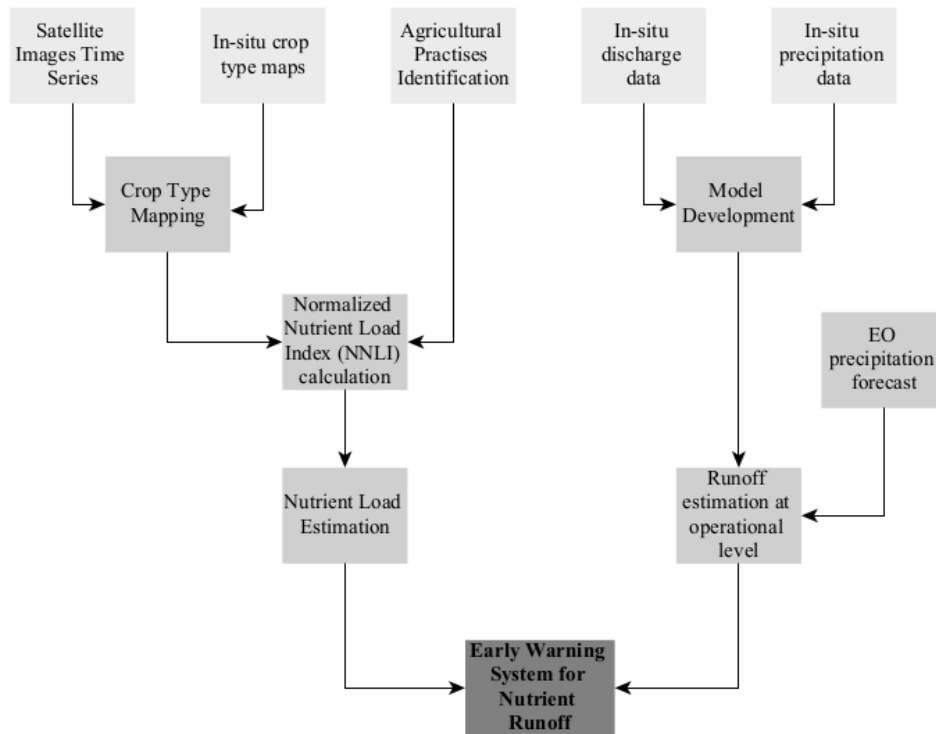 Satellite
Images Time
Series
In-situ crop
type maps
Agricultural
Practises
Identification
In-situ
discharge
data
In-situ
precipitation
data
Crop Type
Mapping
Model
Development
Normalized
Nutrient Load
Index (NNLI)
calculation
EO
precipitation
forecast
Nutrient Load
Estimation
Runoff
estimation at
operational
level
Early Warning
System for
Nutrient
Runoff